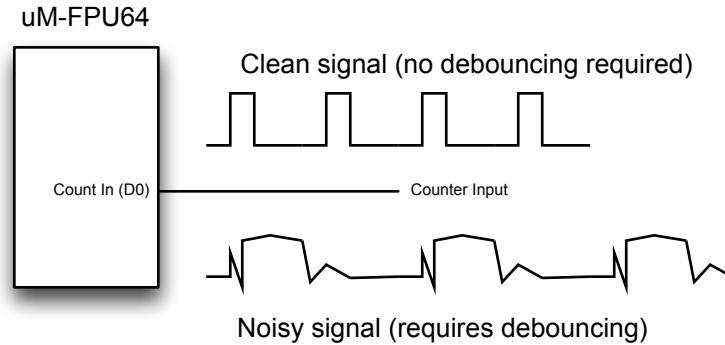 uM-FPU64
Clean signal (no debouncing required)
Count In (D0)
Counter Input
Noisy signal (requires debouncing)